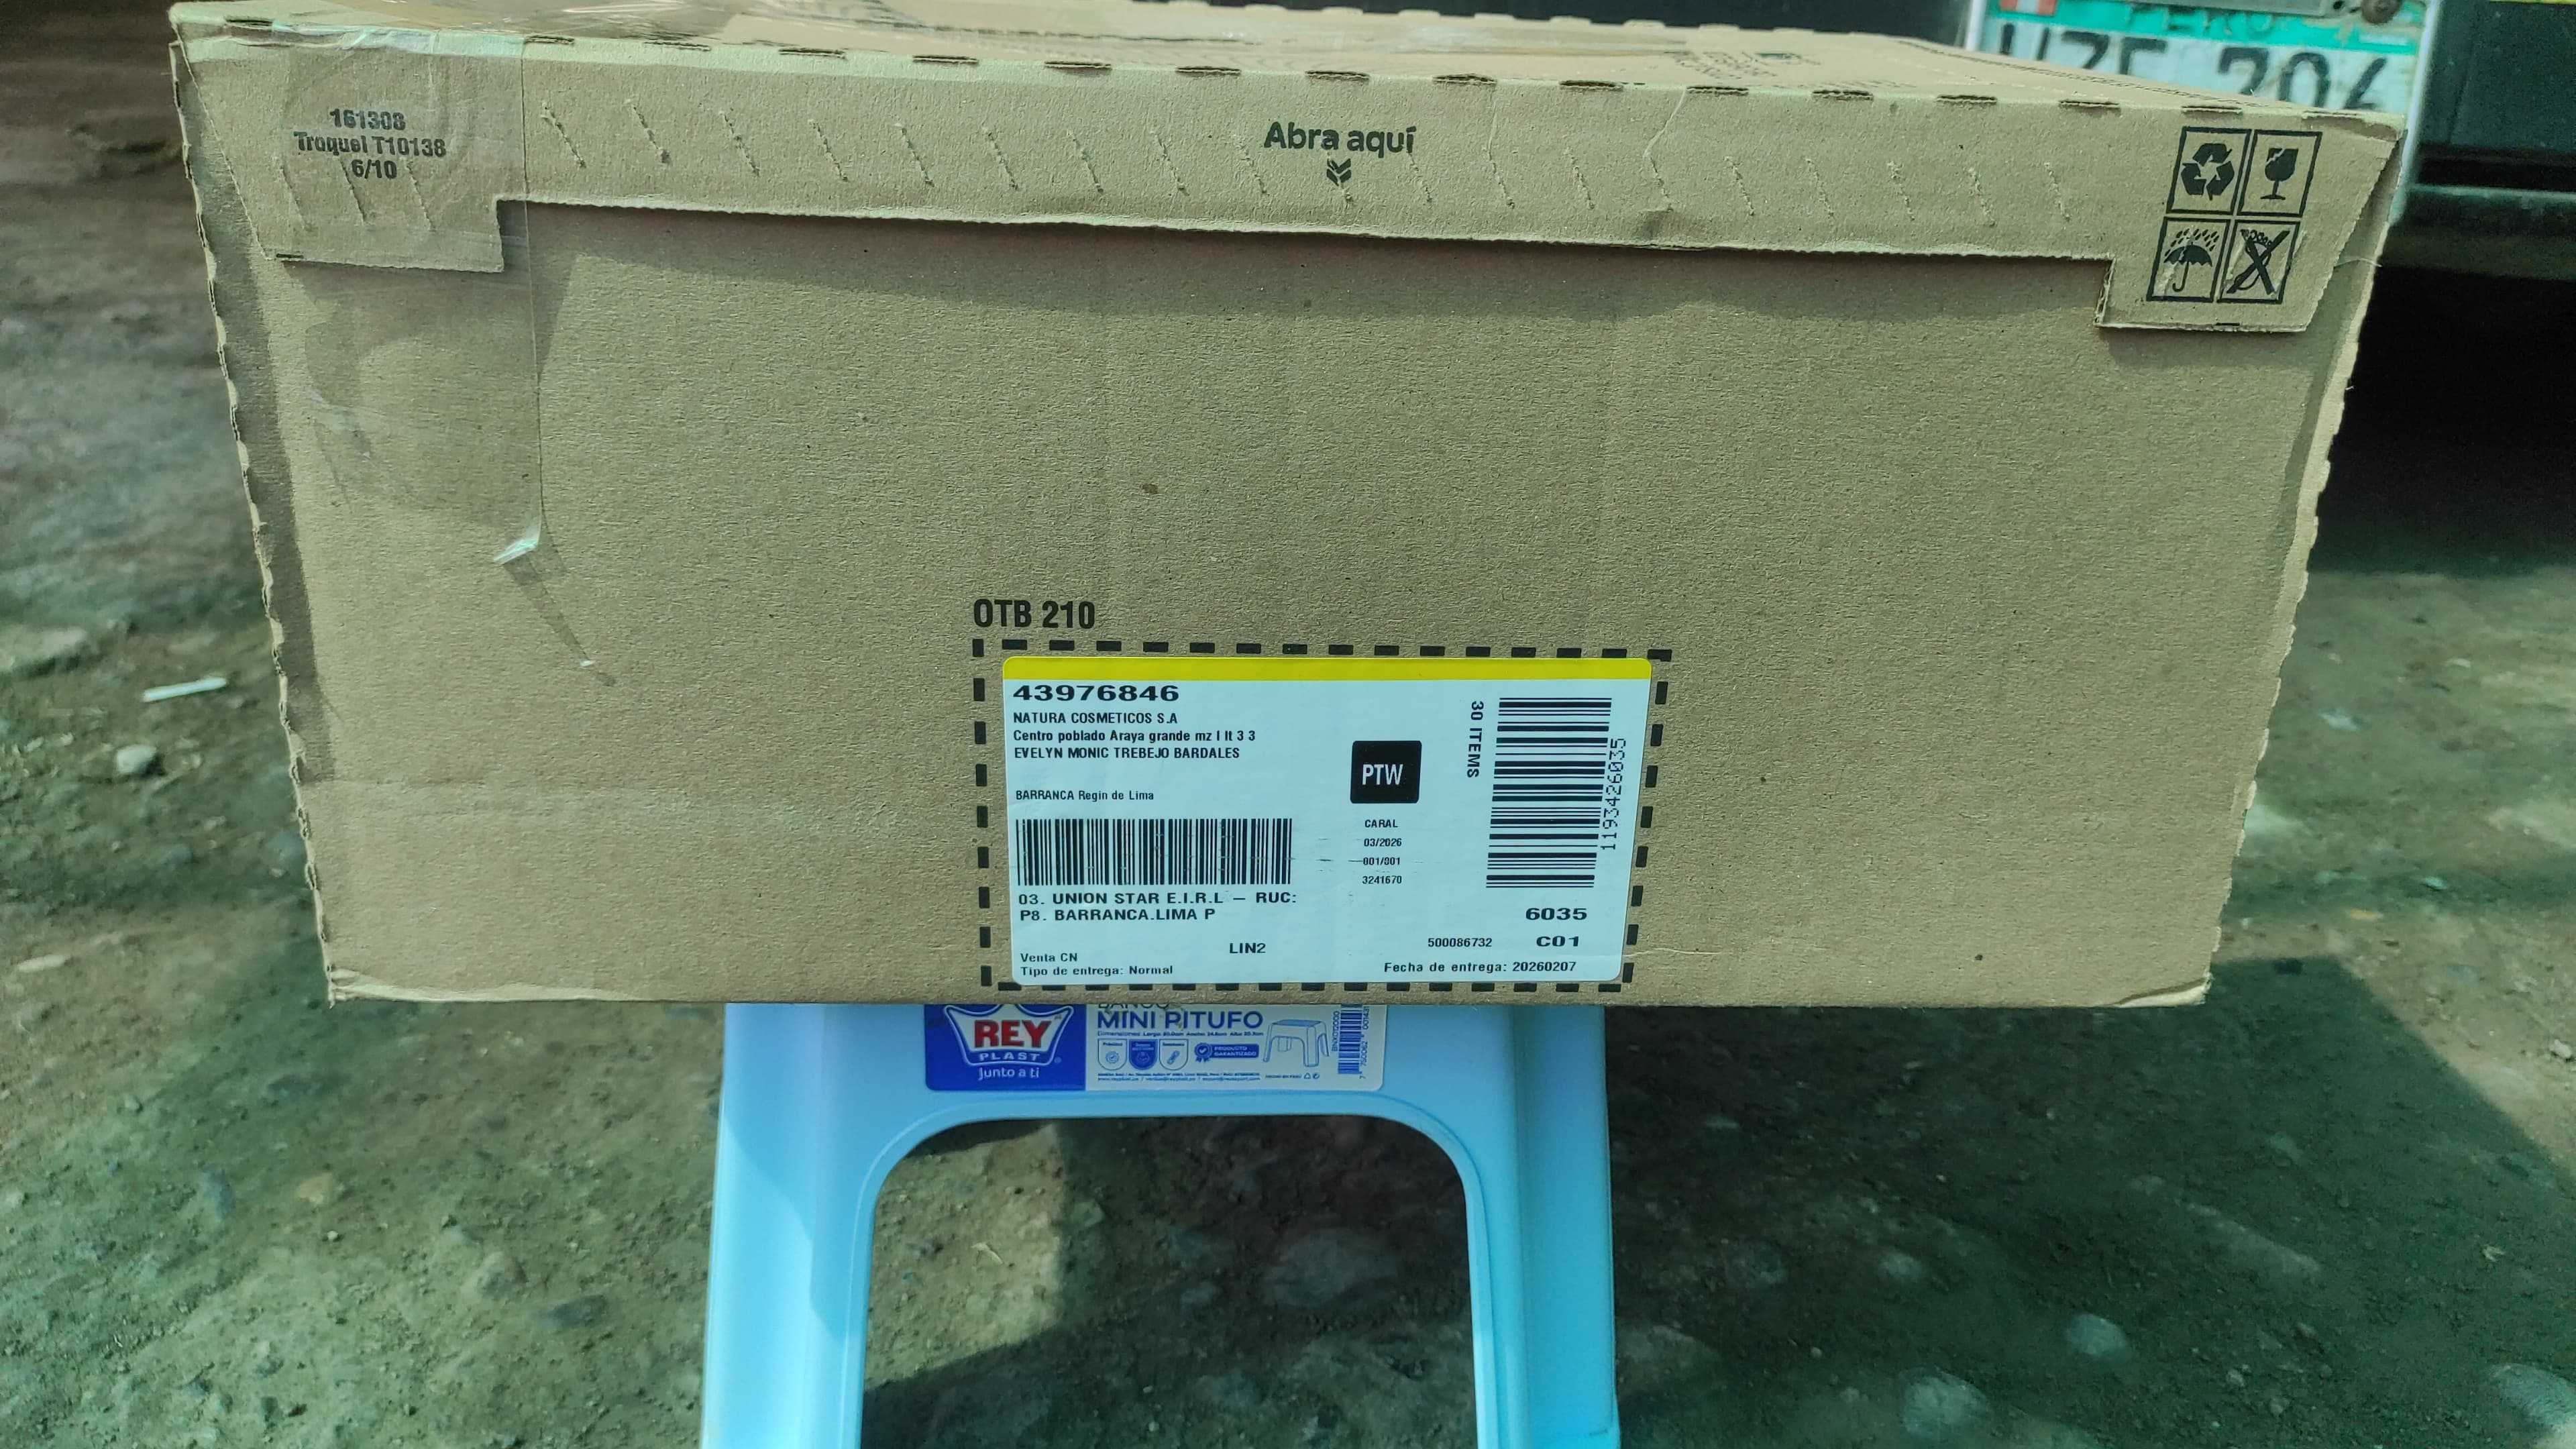 161308
Troquel T10138
6/10
Abra aquí
OTB 210
43976846
NATURA COSMETICOS S.A
Centro poblado Araya grande mz I lt 3 3
EVELYN MONIC TREBEJO BARDALES
BARRANCA Regin de Lima
30 ITEMS
1193426035
PTW
CARAL
03/2026
001/001
3241670
03. UNION STAR E.I.R.L – RUC:
P8. BARRANCA.LIMA P
6035
LIN2
500086732
C01
Venta CN
Tipo de entrega: Normal
Fecha de entrega: 20260207
REY
PLAST
junto a ti
MINI PITUFO
PRODUCTO
GARANTIZADO